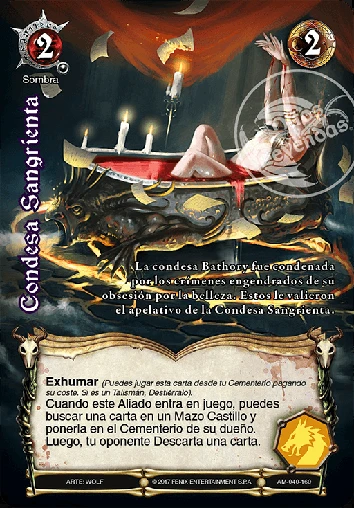 2
2
Sombra
Condesa Sangrienta
La condesa Bathory fue condenada
por los crímenes engendrados de su
obsesión por la belleza. Estos le valieron
el apelativo de la Condesa Sangrienta.
Exhumar (Puedes jugar esta carta desde tu Cementerio pagando
su coste. Si es un Talismán, Destiérralo).
Cuando este Aliado entra en juego, puedes
buscar una carta en un Mazo Castillo y
ponerla en el Cementerio de su dueño.
Luego, tu oponente Descarta una carta.
ARTE: WOLF
©2017 FENIX ENTERTAINMENT S.P.A
AM-040-160